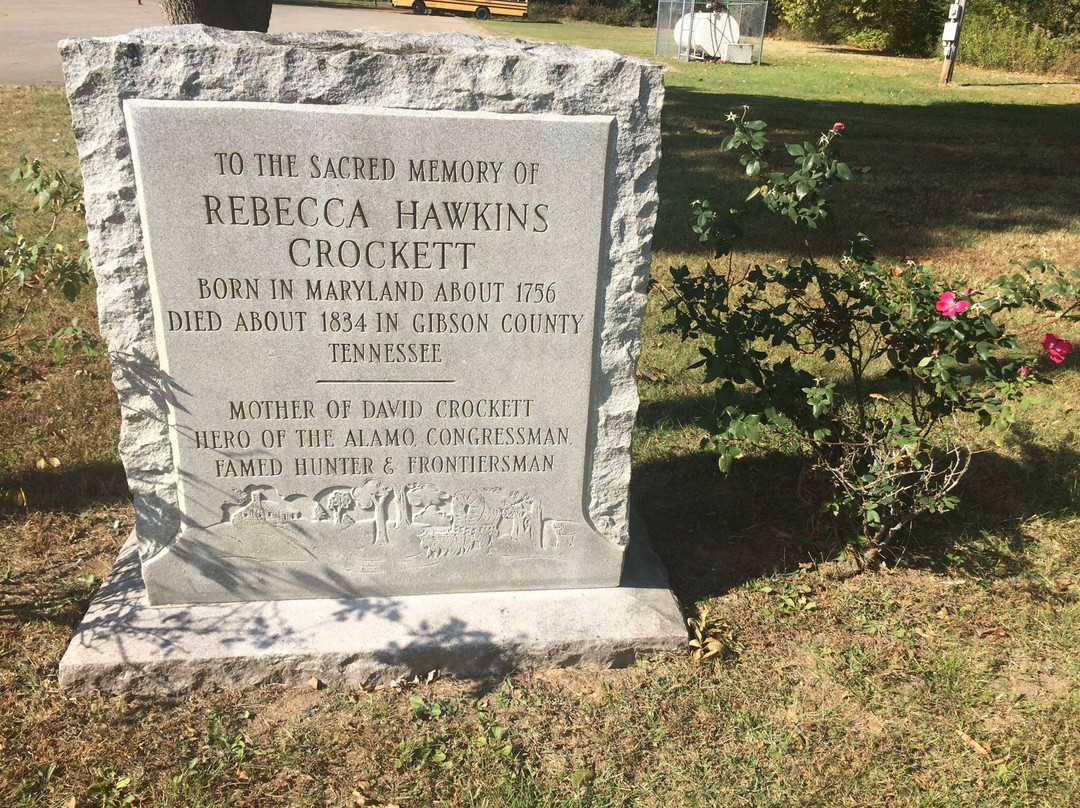 TO THE SACRED MEMORY OF
REBECCA HAWKINS
CROCKETT
BORN IN MARYLAND ABOUT 1756
DIED ABOUT 1834 IN GIBSON COUNTY
TENNESSEE
MOTHER OF DAVID CROCKETT
HERO OF THE ALAMO, CONGRESSMAN,
FAMED HUNTER & FRONTIERSMAN